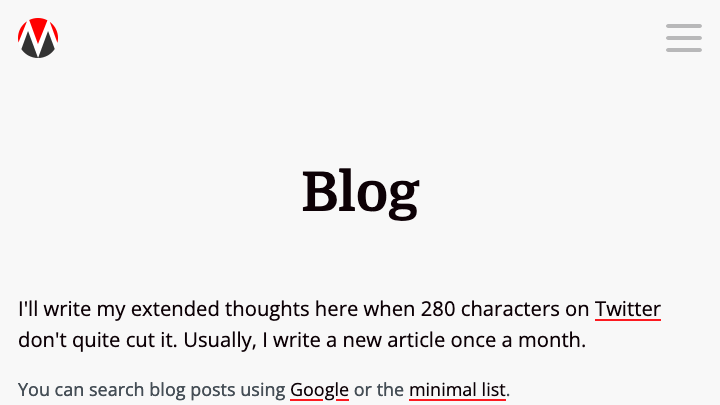 Blog
I'll write my extended thoughts here when 280 characters on Twitter
don't quite cut it. Usually, I write a new article once a month.
You can search blog posts using Google or the minimal list.